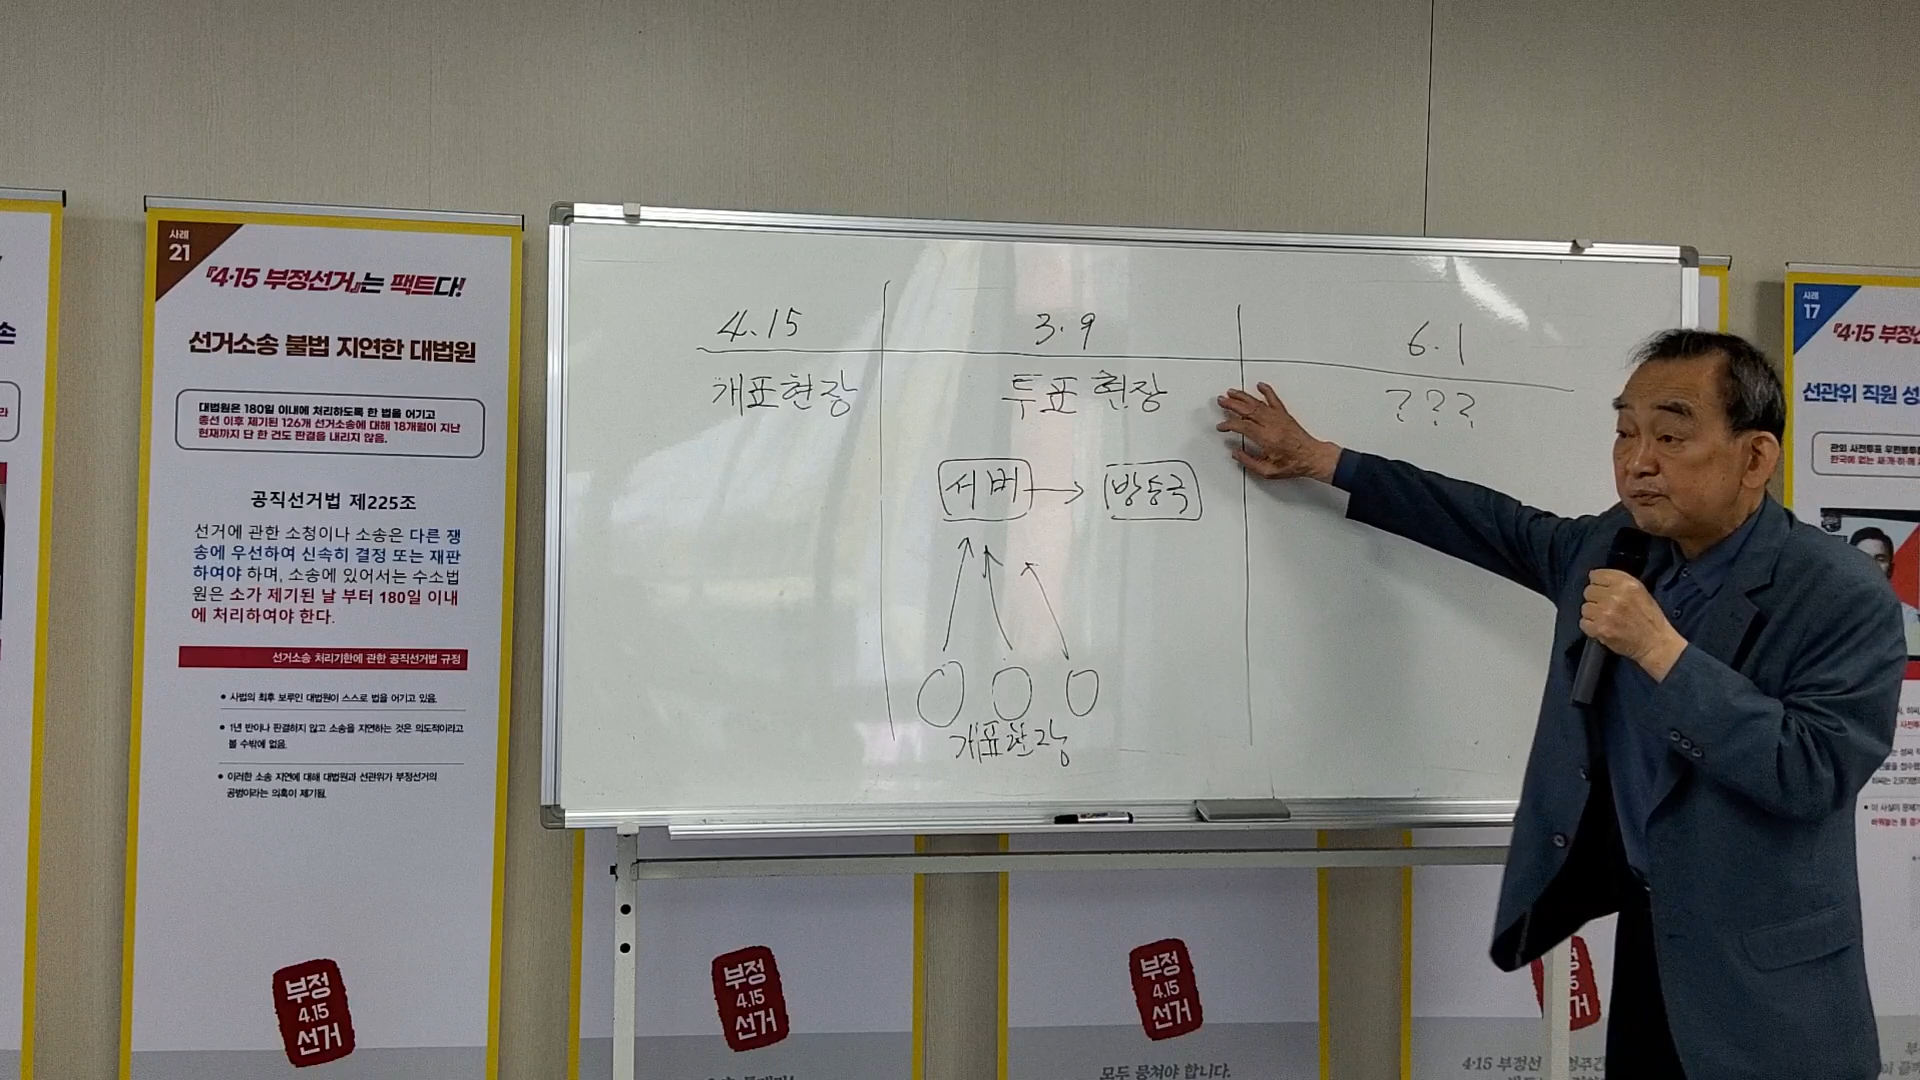 사례
21
『4·15 부정선거』는 팩트다!
선거소송 불법 지연한 대법원
대법원은 180일 이내에 처리하도록 한 법을 어기고
총선 이후 제기된 126개 선거소송에 대해 18개월이 지난
현재까지 단 한 건도 판결을 내리지 않음.
공직선거법 제225조
선거에 관한 소청이나 소송은 다른 쟁
송에 우선하여 신속히 결정 또는 재판
하여야 하며, 소송에 있어서는 수소법
원은 소가 제기된 날 부터 180일 이내
에 처리하여야 한다.
선거소송 처리기한에 관한 공직선거법 규정
• 사법의 최후 보루인 대법원이 스스로 법을 어기고 있음.
• 1년 반이나 판결하지 않고 소송을 지연하는 것은 의도적이라고
볼 수밖에 없음.
• 이러한 소송 지연에 대해 대법원과 선관위가 부정선거의
공범이라는 의혹이 제기됨.
부정
4.15
선거
4.15
3.9
6.1
개표현장
투표현장
???
서버
방송국
개표현장
부정
4.15
선거
부정
4.15
선거
모두 뭉쳐야 합니다.
4·15 부정선
사례
17
『4·15 부정선
선관위 직원 성